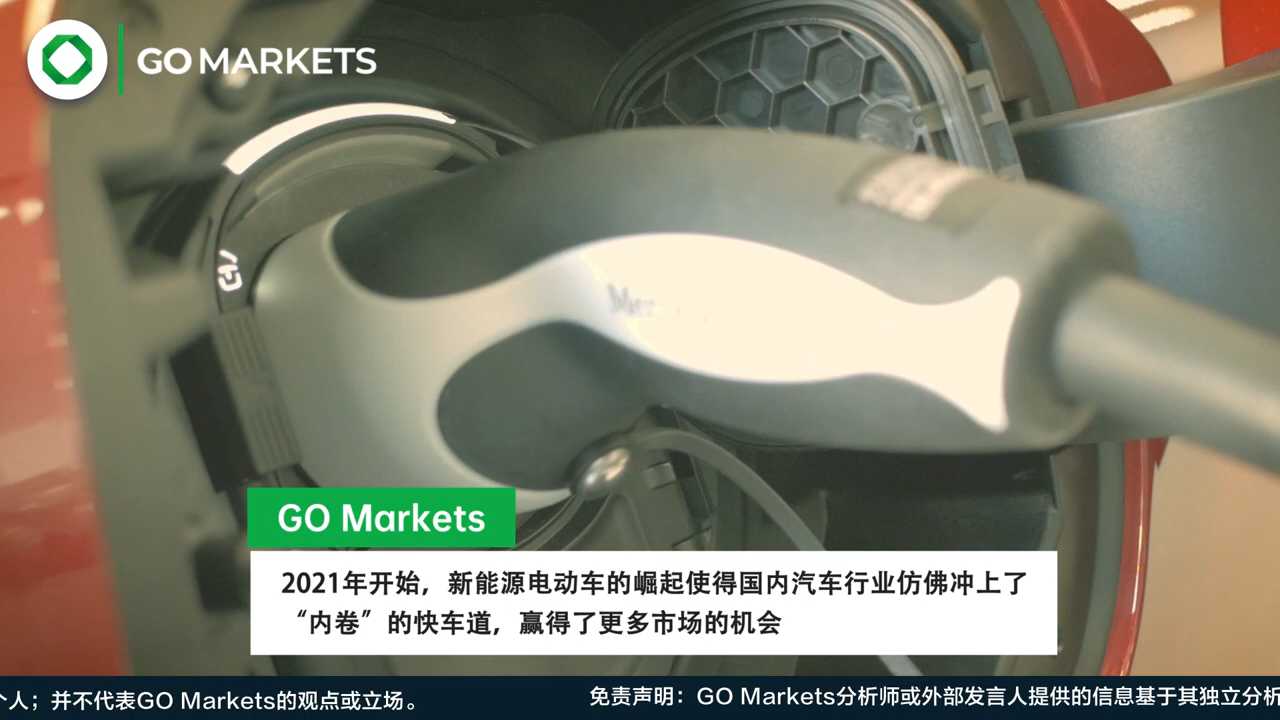 GO MARKETS
GO Markets
2021年开始，新能源电动车的崛起使得国内汽车行业仿佛冲上了
“内卷”的快车道，赢得了更多市场的机会
个人；并不代表GO Markets的观点或立场。 免责声明：GO Markets分析师或外部发言人提供的信息基于其独立分析